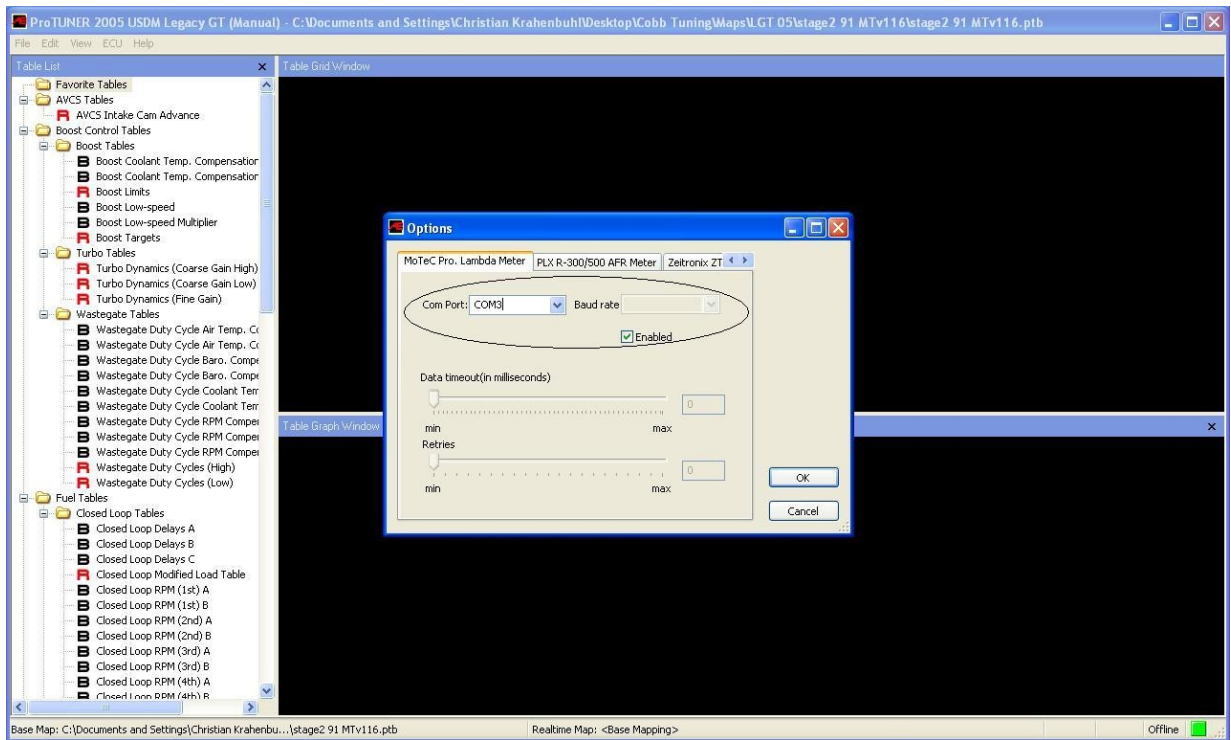 ProTUNER 2005 USDM Legacy GT (Manual) - C:\Documents and Settings\Christian Krahenbuhl\Desktop\Cobb Tuning\Maps\LGT 05\stage2 91 MTv116\stage2 91 MTv116.ptb
File Edit View ECU Help
Table List
Favorite Tables
AVCS Tables
R AVCS Intake Cam Advance
Boost Control Tables
Boost Tables
B Boost Coolant Temp. Compensation
B Boost Coolant Temp. Compensation
R Boost Limits
B Boost Low-speed
B Boost Low-speed Multiplier
R Boost Targets
Turbo Tables
R Turbo Dynamics (Coarse Gain High)
R Turbo Dynamics (Coarse Gain Low)
R Turbo Dynamics (Fine Gain)
Wastegate Tables
B Wastegate Duty Cycle Air Temp. Co
B Wastegate Duty Cycle Air Temp. Co
B Wastegate Duty Cycle Baro. Compe
B Wastegate Duty Cycle Baro. Compe
B Wastegate Duty Cycle Coolant Tem
B Wastegate Duty Cycle Coolant Tem
B Wastegate Duty Cycle RPM Compe
B Wastegate Duty Cycle RPM Compe
B Wastegate Duty Cycle RPM Compe
R Wastegate Duty Cycles (High)
R Wastegate Duty Cycles (Low)
Fuel Tables
Closed Loop Tables
B Closed Loop Delays A
B Closed Loop Delays B
B Closed Loop Delays C
R Closed Loop Modified Load Table
B Closed Loop RPM (1st) A
B Closed Loop RPM (1st) B
B Closed Loop RPM (2nd) A
B Closed Loop RPM (2nd) B
B Closed Loop RPM (3rd) A
B Closed Loop RPM (3rd) B
B Closed Loop RPM (4th) A
B Closed Loop RPM (4th) B
Table Grid Window
Options
MoTeC Pro. Lambda Meter PLX R-300/500 AFR Meter Zeitronix ZT
Com Port: COM3 Baud rate
Enabled
Data timeout(in milliseconds)
0
min max
Retries
0
min max
OK
Cancel
Table Graph Window
Base Map: C:\Documents and Settings\Christian Krahenbu...\stage2 91 MTv116.ptb
Realtime Map: <Base Mapping>
Offline